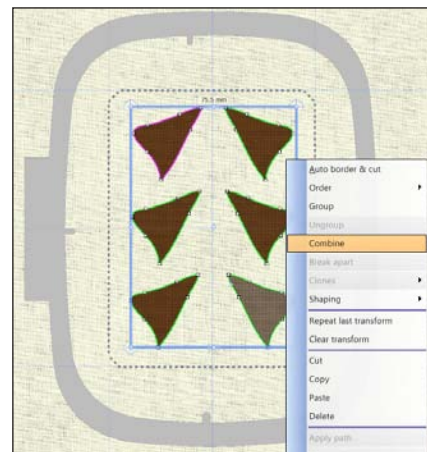 75.5 mm
Auto border & cut
Order
Group
Ungroup
Combine
Break apart
Clones
Shaping
Repeat last transform
Clear transform
Cut
Copy
Paste
Delete
Apply path